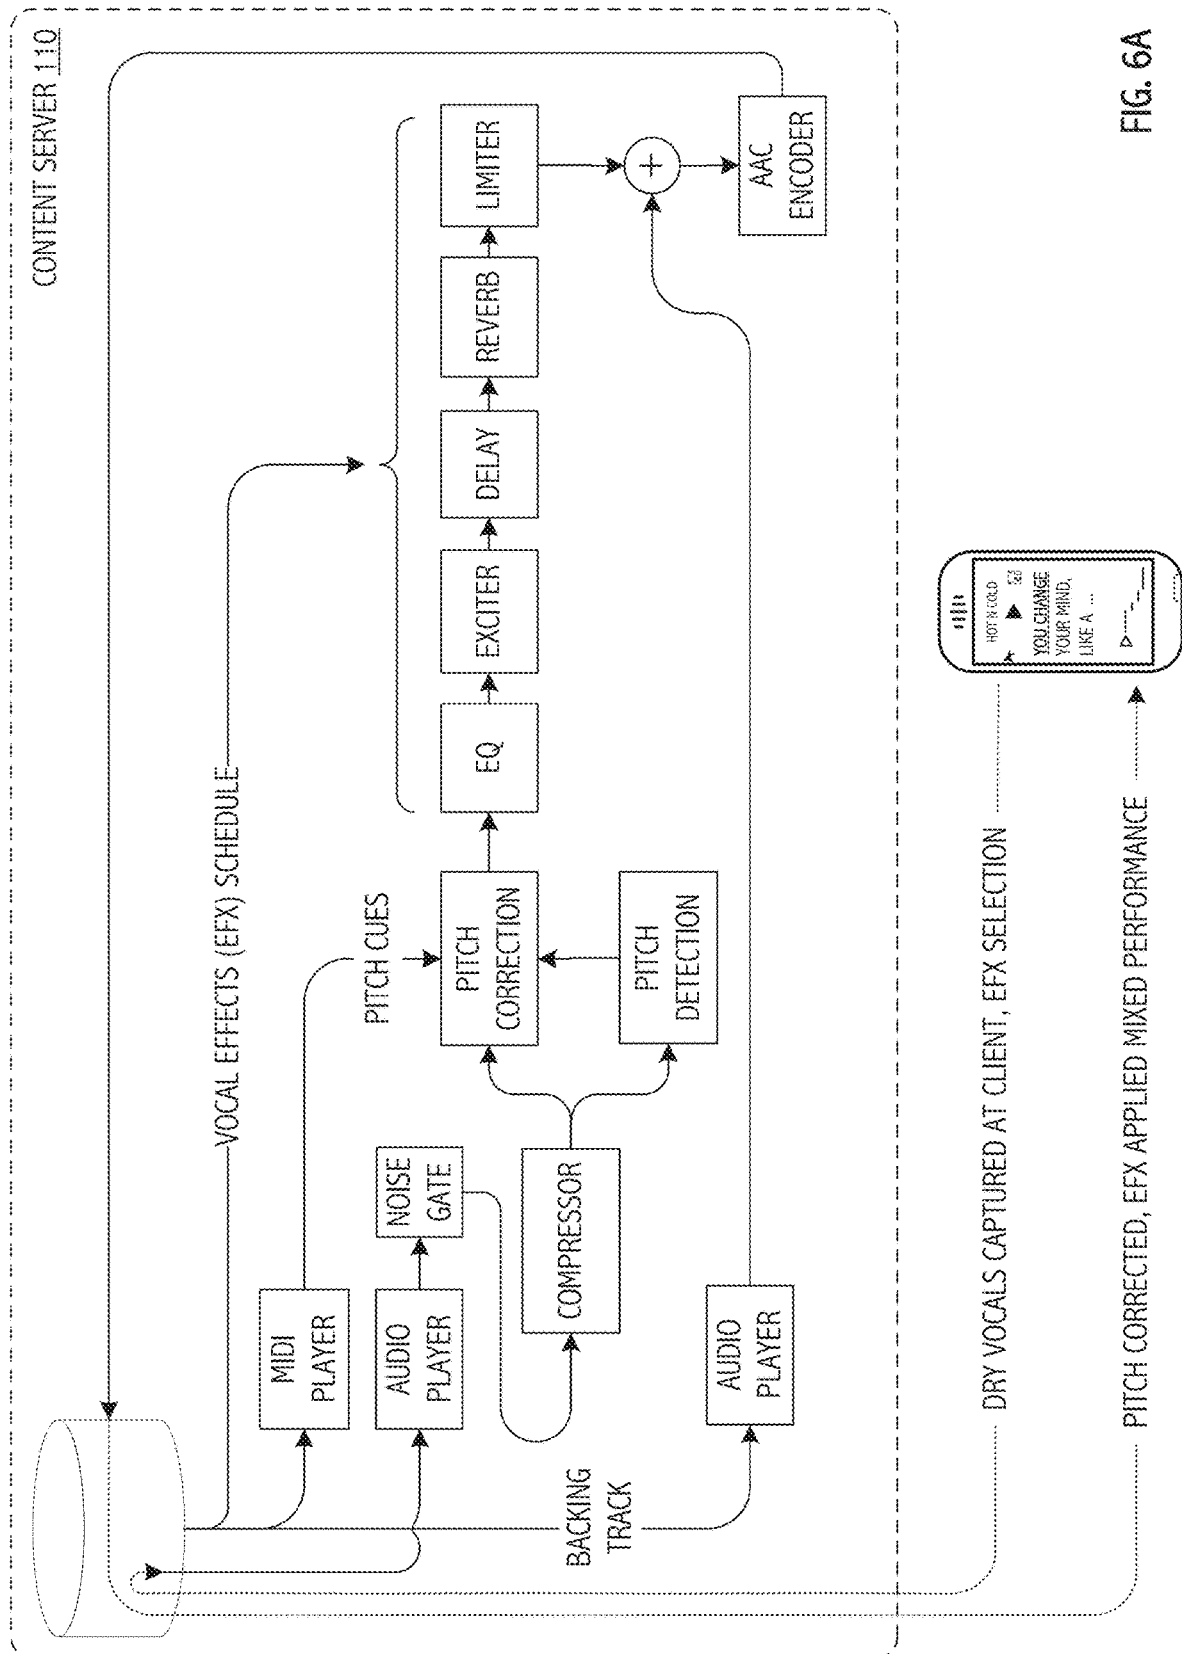 CONTENT SERVER 110
VOCAL EFFECTS (EFX) SCHEDULE
MIDI
PLAYER
PITCH CUES
AUDIO
PLAYER
NOISE
GATE
COMPRESSOR
PITCH
CORRECTION
PITCH
DETECTION
EQ
EXCITER
DELAY
REVERB
LIMITER
+
BACKING
TRACK
AUDIO
PLAYER
AAC
ENCODER
DRY VOCALS CAPTURED AT CLIENT, EFX SELECTION
PITCH CORRECTED, EFX APPLIED MIXED PERFORMANCE
HOT N COLD
YOU CHANGE
YOUR MIND,
LIKE A ...
FIG. 6A